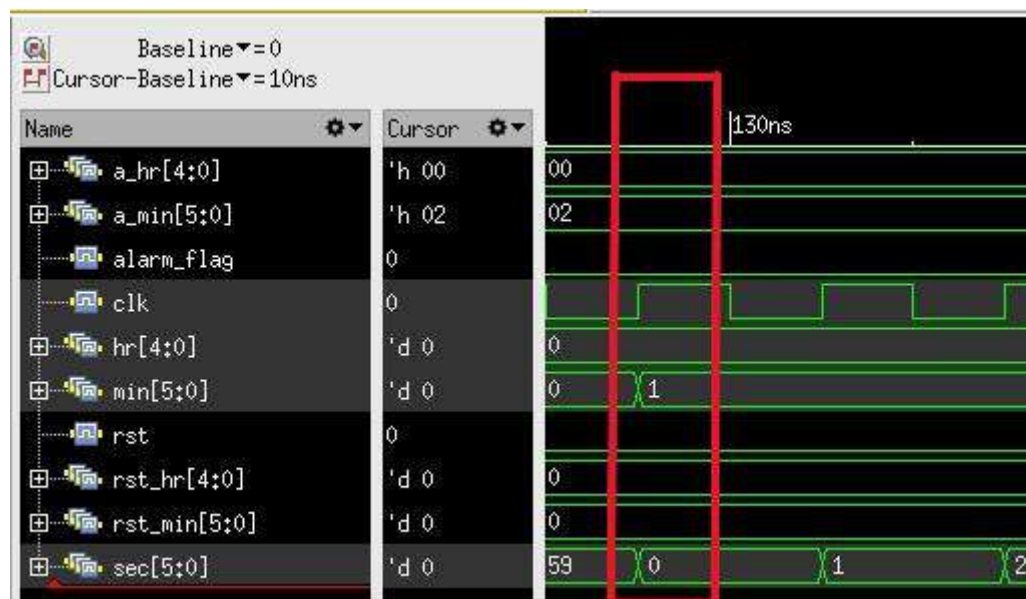 Baseline▼=0
Cursor-Baseline▼=10ns
Name Cursor 130ns
a_hr[4:0] 'h 00 00
a_min[5:0] 'h 02 02
alarm_flag 0
clk 0
hr[4:0] 'd 0 0
min[5:0] 'd 0 0 1
rst 0
rst_hr[4:0] 'd 0 0
rst_min[5:0] 'd 0 0
sec[5:0] 'd 0 59 0 1 2